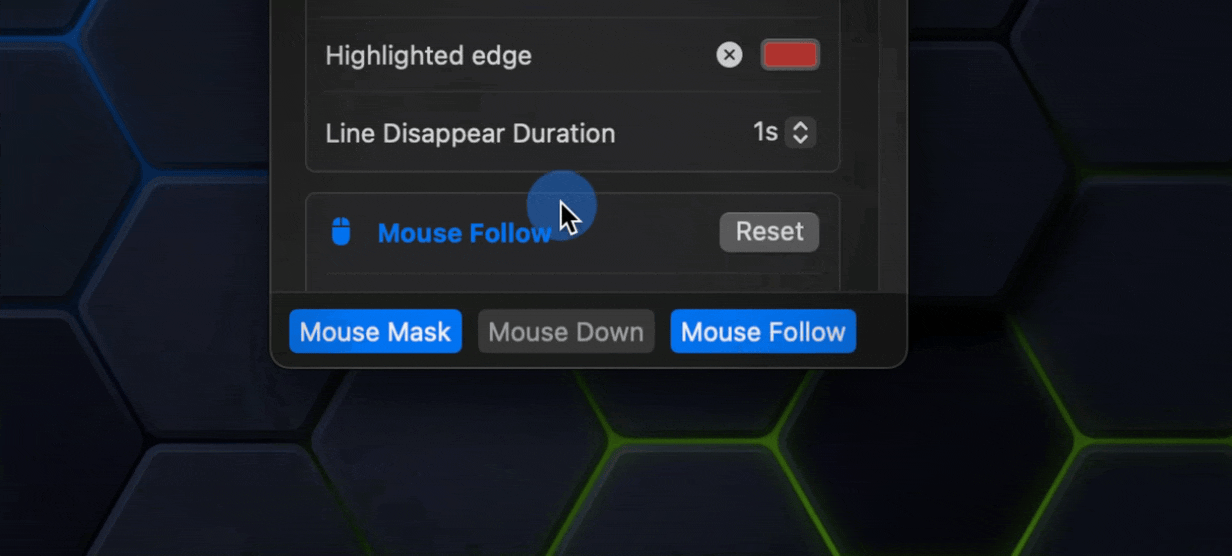 Highlighted edge
Line Disappear Duration 1s
Mouse Follow Reset
Mouse Mask Mouse Down Mouse Follow